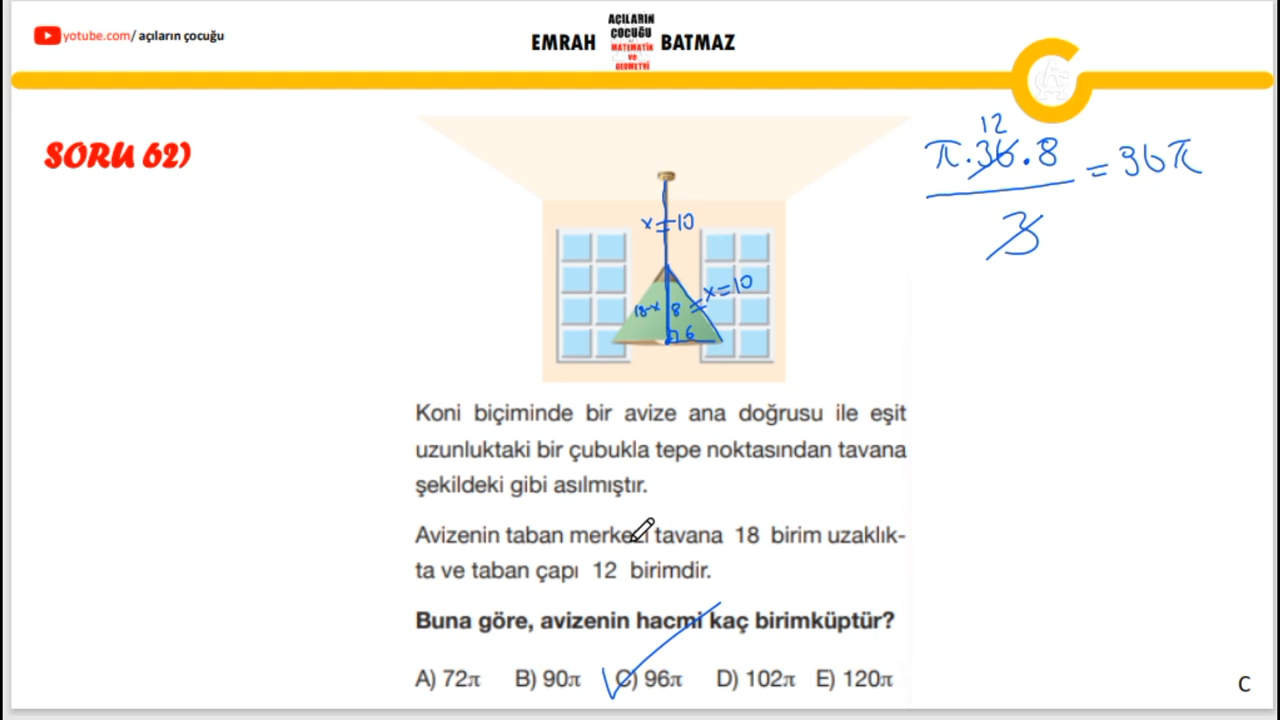 yotube.com/ açıların çocuğu
EMRAH
AÇILARIN
ÇOCUĞU
MATEMATİK
ve
GEOMETRİ
BATMAZ
SORU 62)
π.36.8
12
3
= 96π
x=10
x=10
18-x
8
6
Koni biçiminde bir avize ana doğrusu ile eşit
uzunluktaki bir çubukla tepe noktasından tavana
şekildeki gibi asılmıştır.
Avizenin taban merkezi tavana 18 birim uzaklık-
ta ve taban çapı 12 birimdir.
Buna göre, avizenin hacmi kaç birimküptür?
A) 72π B) 90π C) 96π D) 102π E) 120π
C